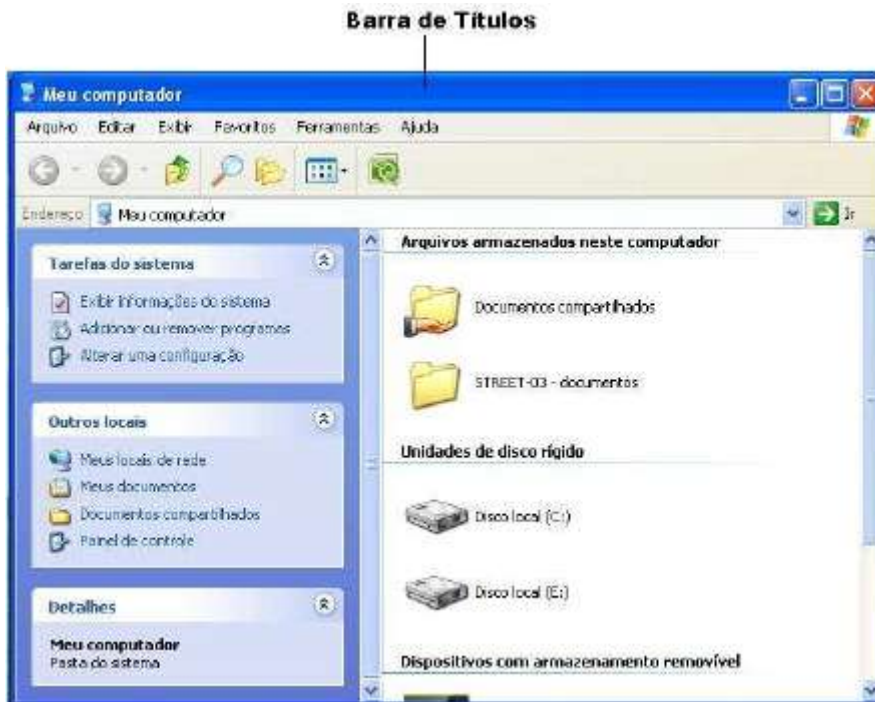 Barra de Títulos
Meu computador
Arquivo Editar Exibir Favoritos Ferramentas Ajuda
Endereço Meu computador Ir
Tarefas do sistema
Exibir informações do sistema
Adicionar ou remover programas
Alterar uma configuração
Outros locais
Meus locais de rede
Meus documentos
Documentos compartilhados
Painel de controle
Detalhes
Meu computador
Pasta do sistema
Arquivos armazenados neste computador
Documentos compartilhados
STREET-03 - documentos
Unidades de disco rígido
Disco local (C:)
Disco local (E:)
Dispositivos com armazenamento removível